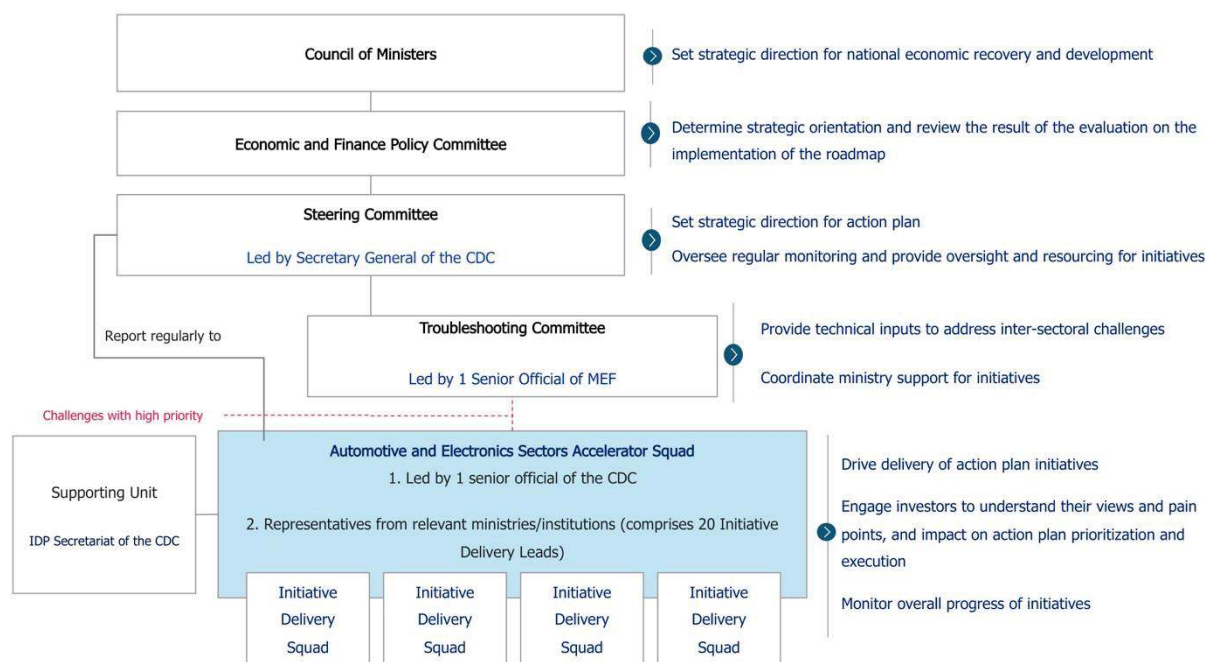 Council of Ministers
Set strategic direction for national economic recovery and development
Economic and Finance Policy Committee
Determine strategic orientation and review the result of the evaluation on the
implementation of the roadmap
Steering Committee
Led by Secretary General of the CDC
Set strategic direction for action plan
Oversee regular monitoring and provide oversight and resourcing for initiatives
Report regularly to
Troubleshooting Committee
Led by 1 Senior Official of MEF
Provide technical inputs to address inter-sectoral challenges
Coordinate ministry support for initiatives
Challenges with high priority
Supporting Unit
IDP Secretariat of the CDC
Automotive and Electronics Sectors Accelerator Squad
1. Led by 1 senior official of the CDC
2. Representatives from relevant ministries/institutions (comprises 20 Initiative
Delivery Leads)
Drive delivery of action plan initiatives
Engage investors to understand their views and pain
points, and impact on action plan prioritization and
execution
Monitor overall progress of initiatives
Initiative
Delivery
Squad
Initiative
Delivery
Squad
Initiative
Delivery
Squad
Initiative
Delivery
Squad